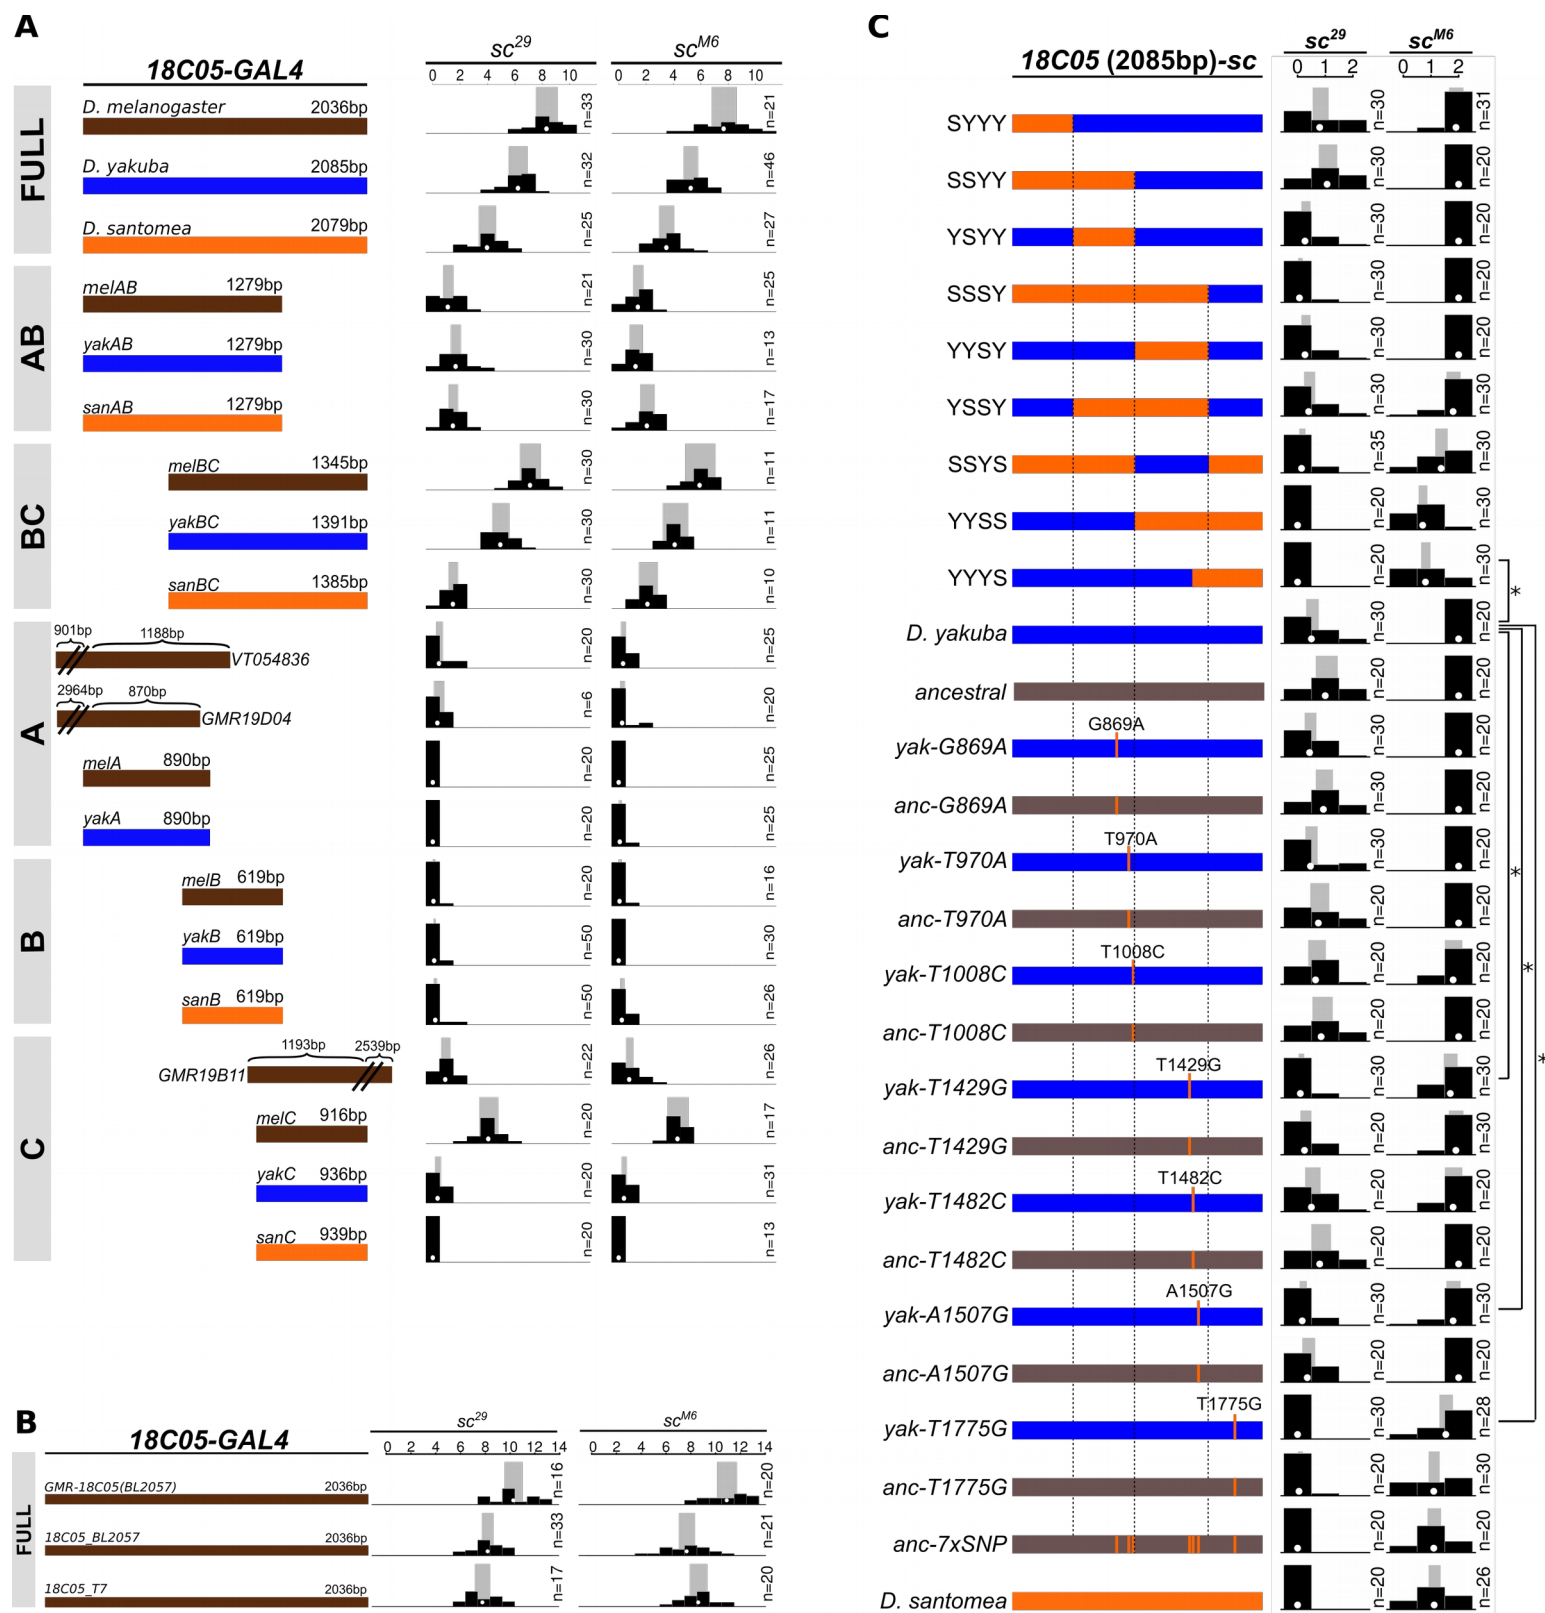 A
18C05-GAL4
sc29
scM6
0 2 4 6 8 10
0 2 4 6 8 10
FULL
D. melanogaster 2036bp n=33 n=21
D. yakuba 2085bp n=32 n=46
D. santomea 2079bp n=25 n=27
AB
melAB 1279bp n=21 n=25
yakAB 1279bp n=30 n=13
sanAB 1279bp n=30 n=17
BC
melBC 1345bp n=30 n=11
yakBC 1391bp n=30 n=11
sanBC 1385bp n=30 n=10
A
901bp 1188bp VT054836 n=20 n=25
2964bp 870bp GMR19D04 n=6 n=20
melA 890bp n=20 n=25
yakA 890bp n=20 n=25
B
melB 619bp n=20 n=16
yakB 619bp n=50 n=30
sanB 619bp n=50 n=26
C
GMR19B11 1193bp 2539bp n=22 n=26
melC 916bp n=20 n=17
yakC 936bp n=20 n=31
sanC 939bp n=20 n=13
B
18C05-GAL4
sc29
scM6
0 2 4 6 8 10 12 14
0 2 4 6 8 10 12 14
FULL
GMR-18C05(BL2057) 2036bp n=16 n=20
18C05_BL2057 2036bp n=33 n=21
18C05_T7 2036bp n=17 n=20
C
18C05 (2085bp)-sc
sc29
scM6
0 1 2
0 1 2
SYYY n=30 n=31
SSYY n=30 n=20
YSYY n=30 n=20
SSSY n=30 n=20
YYSY n=30 n=20
YSSY n=30 n=30
SSYS n=35 n=30
YYSS n=20 n=30
YYYS n=20 n=30
*
D. yakuba n=30 n=20
ancestral n=20 n=20
G869A
yak-G869A n=30 n=20
anc-G869A n=30 n=20
T970A
yak-T970A n=30 n=20
*
anc-T970A n=20 n=20
T1008C
yak-T1008C n=20 n=20
*
anc-T1008C n=20 n=20
T1429G
yak-T1429G n=30 n=30
*
anc-T1429G n=20 n=30
T1482C
yak-T1482C n=20 n=20
anc-T1482C n=20 n=20
A1507G
yak-A1507G n=30 n=30
anc-A1507G n=20 n=20
T1775G
yak-T1775G n=30 n=28
anc-T1775G n=20 n=30
anc-7xSNP n=20 n=20
D. santomea n=20 n=26